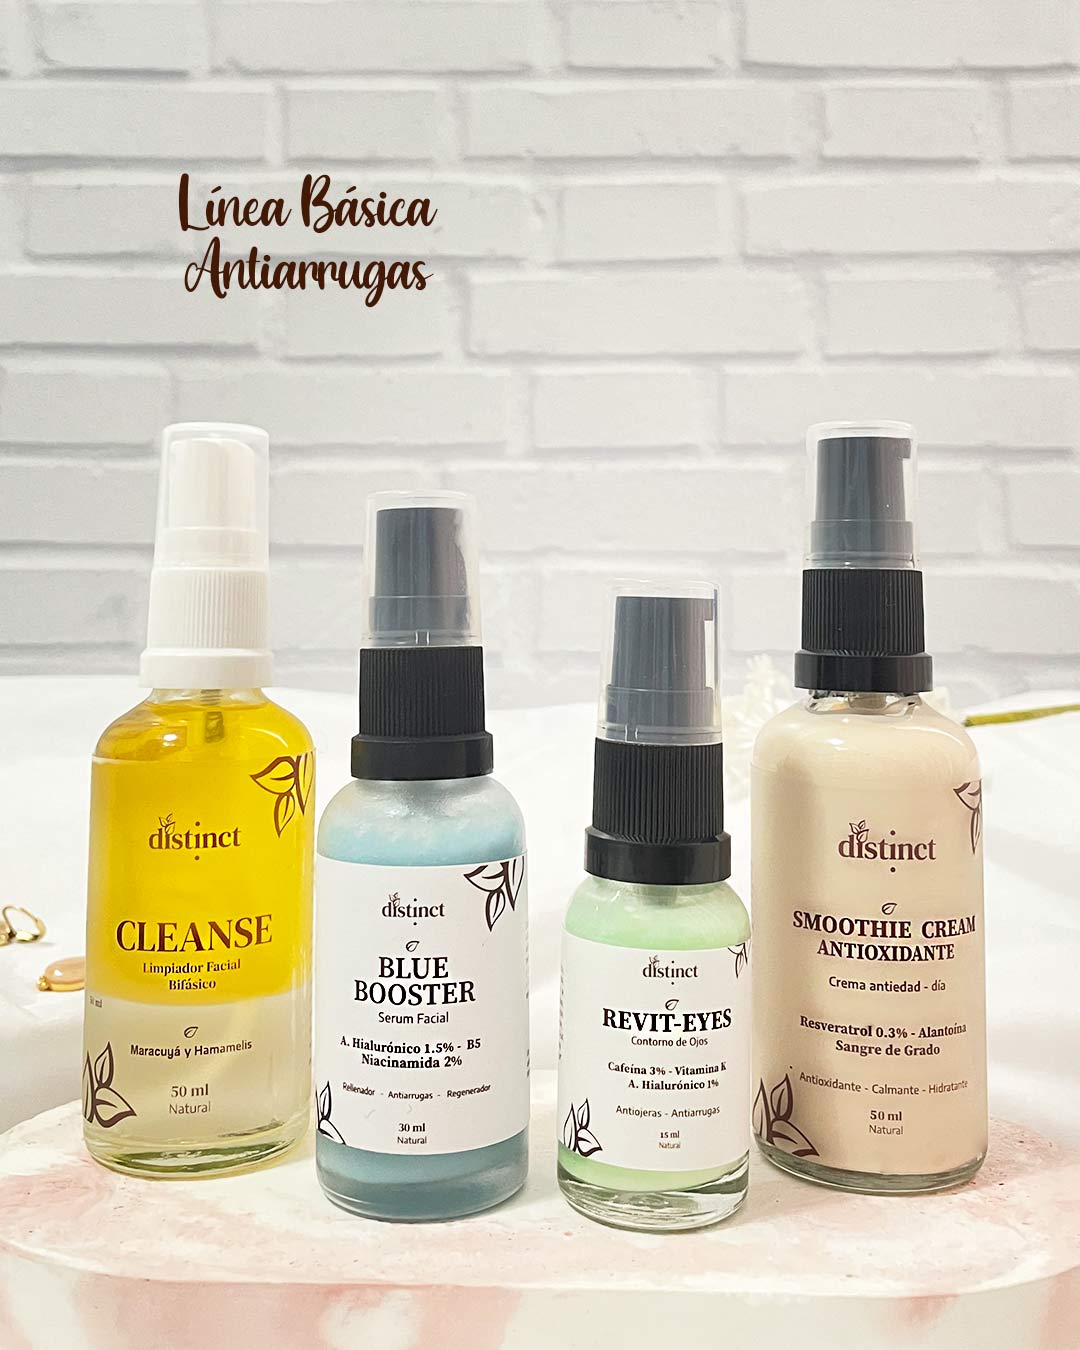 Línea Básica
Antiarrugas
distinct
CLEANSE
Limpiador Facial
Bifásico
50 ml
Maracuyá y Hamamelis
50 ml
Natural
distinct
BLUE
BOOSTER
Serum Facial
A. Hialurónico 1.5% - B5
Niacinamida 2%
Rellenador - Antiarrugas - Regenerador
30 ml
Natural
distinct
REVIT-EYES
Contorno de Ojos
Cafeína 3% - Vitamina K
A. Hialurónico 1%
Antiojeras - Antiarrugas
15 ml
Natural
distinct
SMOOTHIE CREAM
ANTIOXIDANTE
Crema antiedad - día
Resveratrol 0.3% - Alantoína
Sangre de Grado
Antioxidante - Calmante - Hidratante
50 ml
Natural